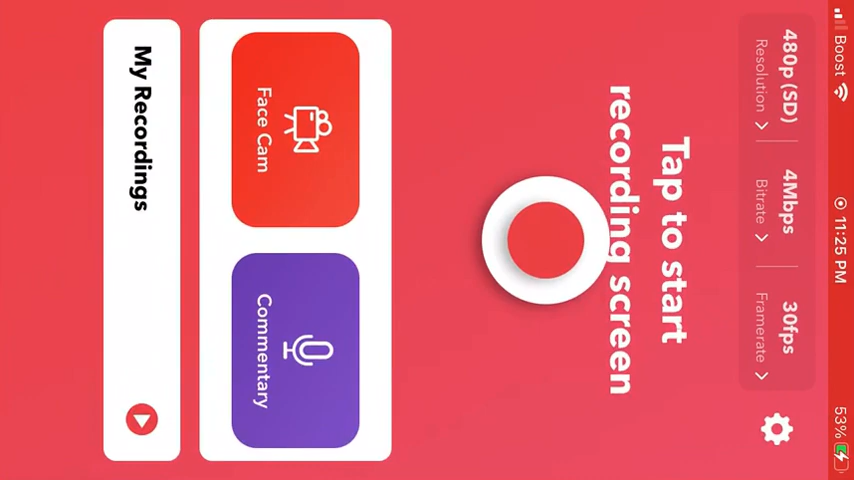 Boost 11:25 PM 53%
480p (SD) 4Mbps 30fps
Resolution Bitrate Framerate
Tap to start
recording screen
Face Cam Commentary
My Recordings